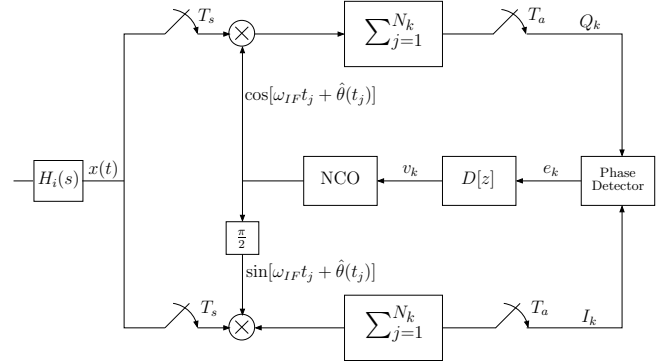 T_s
∑_{j=1}^{N_k}
T_a
Q_k
cos[ω_{IF}t_j + θ̂(t_j)]
H_i(s)
x(t)
NCO
v_k
D[z]
e_k
Phase
Detector
π/2
sin[ω_{IF}t_j + θ̂(t_j)]
T_s
∑_{j=1}^{N_k}
T_a
I_k